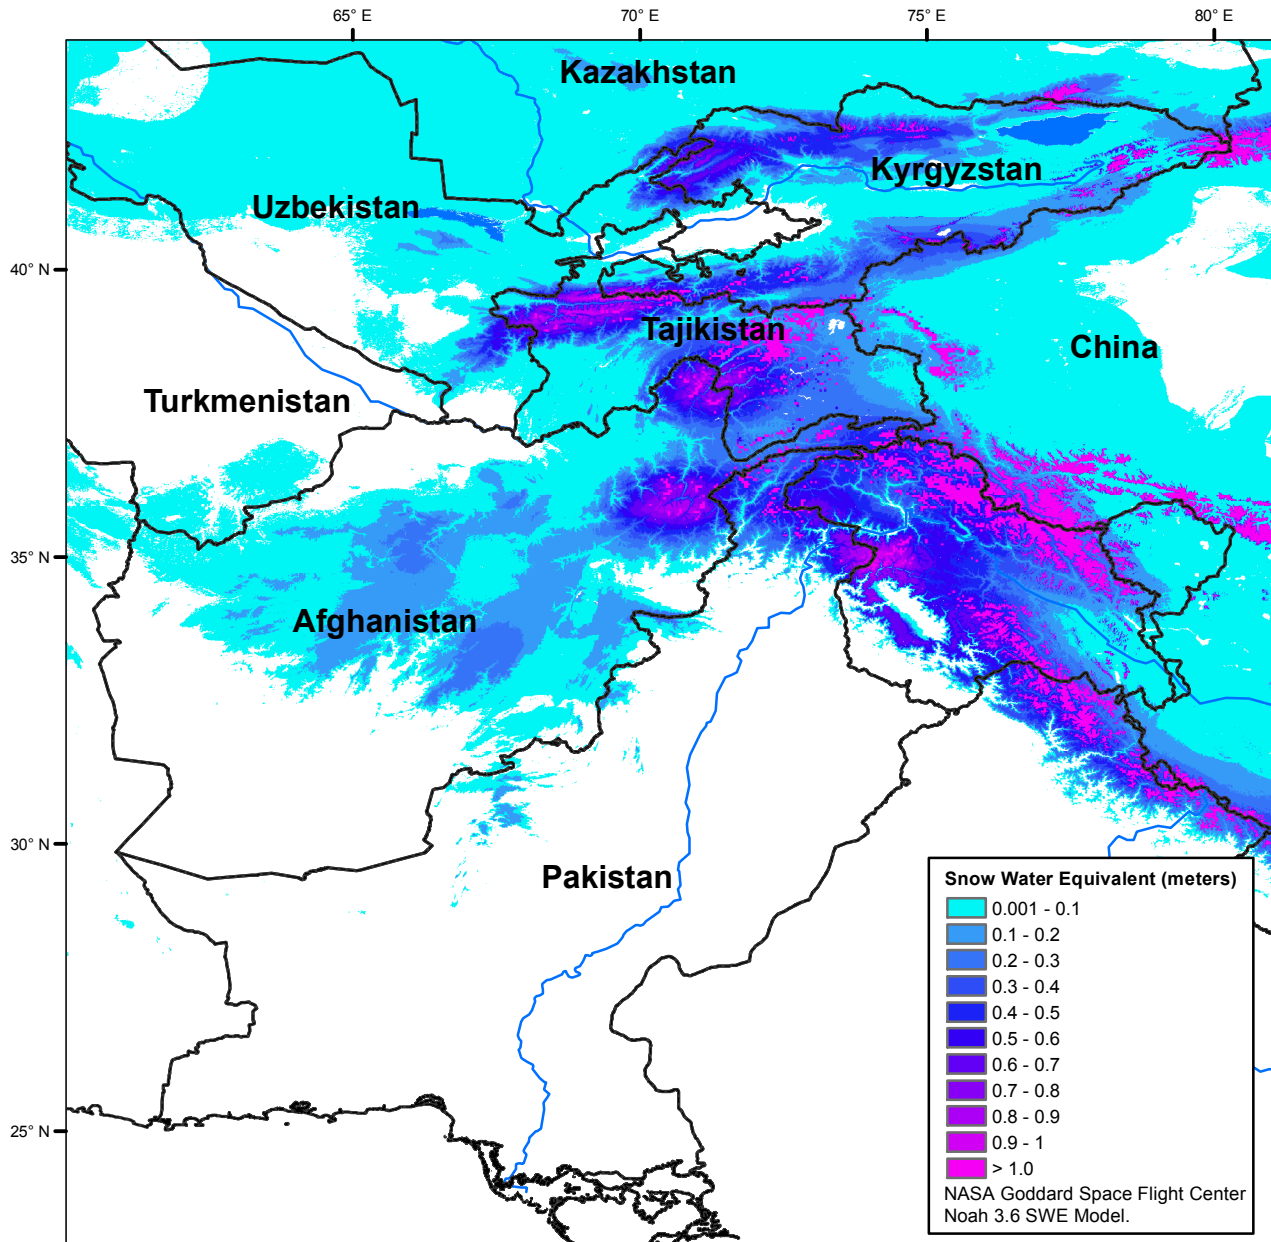 65° E
70° E
75° E
80° E
Kazakhstan
Kyrgyzstan
Uzbekistan
40° N
Tajikistan
China
Turkmenistan
35° N
Afghanistan
30° N
Pakistan
25° N
Snow Water Equivalent (meters)
0.001 - 0.1
0.1 - 0.2
0.2 - 0.3
0.3 - 0.4
0.4 - 0.5
0.5 - 0.6
0.6 - 0.7
0.7 - 0.8
0.8 - 0.9
0.9 - 1
> 1.0
NASA Goddard Space Flight Center
Noah 3.6 SWE Model.